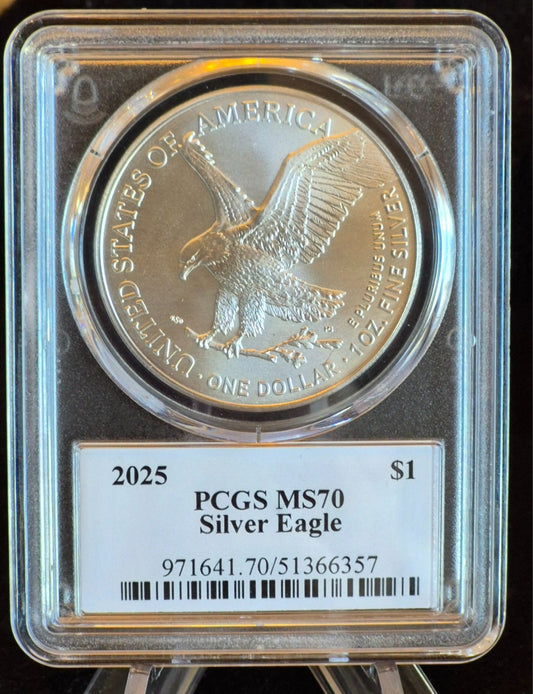 UNITED STATES OF AMERICA
E PLURIBUS UNUM
1 OZ. FINE SILVER
· ONE DOLLAR ·
2025 $1
PCGS MS70
Silver Eagle
971641.70/51366357